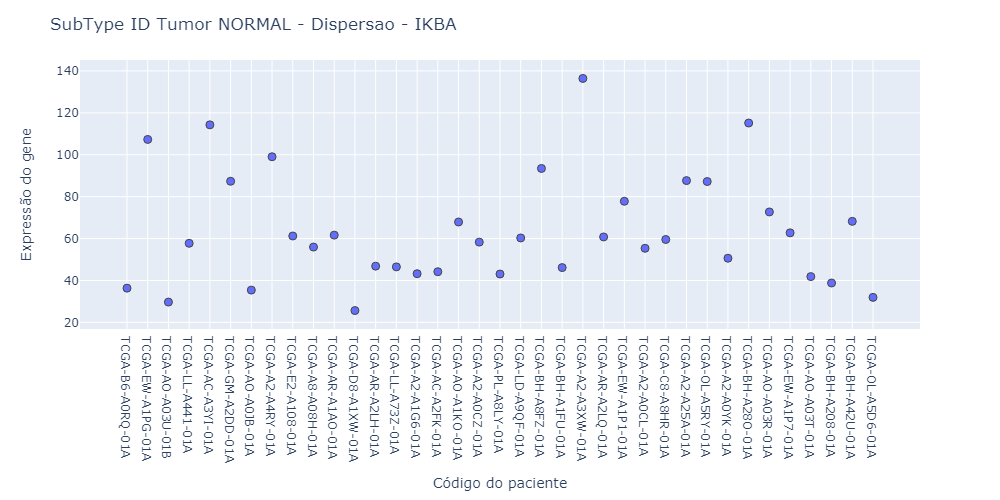 SubType ID Tumor NORMAL - Dispersao - IKBA
Expressão do gene
140
120
100
80
60
40
20
TCGA-B6-A0RQ-01A
TCGA-EW-A1PG-01A
TCGA-AO-A03U-01B
TCGA-LL-A441-01A
TCGA-AC-A3YI-01A
TCGA-GM-A2DD-01A
TCGA-AO-A0JB-01A
TCGA-A2-A4RY-01A
TCGA-E2-A108-01A
TCGA-A8-A08H-01A
TCGA-AR-A1AO-01A
TCGA-D8-A1XW-01A
TCGA-AR-A2LH-01A
TCGA-LL-A73Z-01A
TCGA-A2-A1G6-01A
TCGA-AC-A2FK-01A
TCGA-AQ-A1KO-01A
TCGA-A2-A0CZ-01A
TCGA-PL-A8LY-01A
TCGA-LD-A9QF-01A
TCGA-BH-A8FZ-01A
TCGA-BH-A1FU-01A
TCGA-A2-A3XW-01A
TCGA-AR-A2LQ-01A
TCGA-EW-A1P1-01A
TCGA-A2-A0CL-01A
TCGA-C8-A8HR-01A
TCGA-A2-A25A-01A
TCGA-OL-A5RY-01A
TCGA-A2-A0YK-01A
TCGA-BH-A28O-01A
TCGA-AO-A03R-01A
TCGA-EW-A1P7-01A
TCGA-AO-A03T-01A
TCGA-BH-A208-01A
TCGA-BH-A42U-01A
TCGA-OL-A5D6-01A
Código do paciente